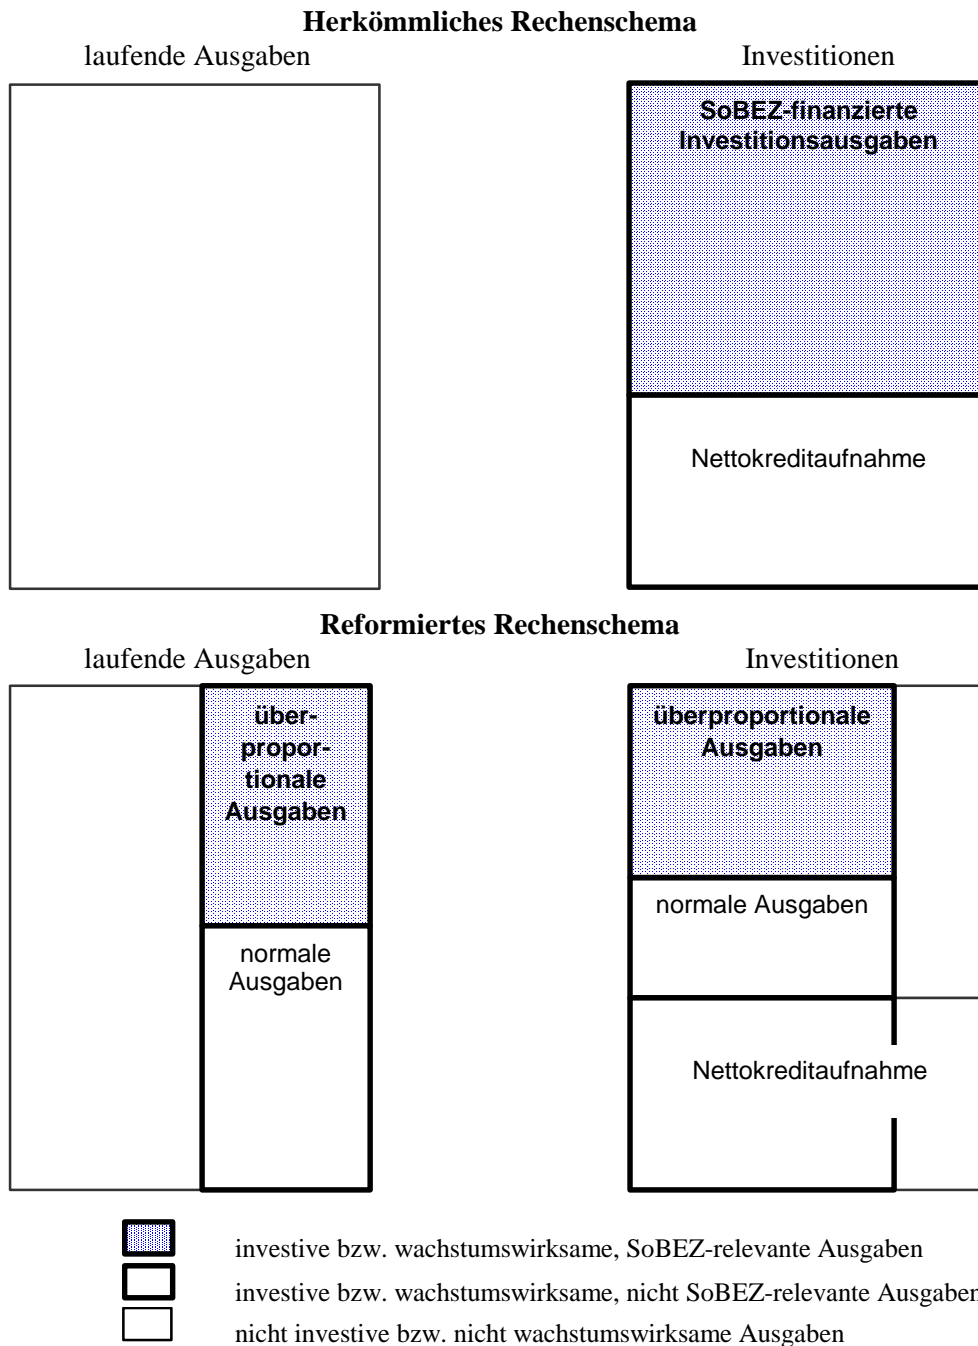 Herkömmliches Rechenschema
laufende Ausgaben
Investitionen
SoBEZ-finanzierte
Investitionsausgaben
Nettokreditaufnahme
Reformiertes Rechenschema
laufende Ausgaben
Investitionen
über-
propor-
tionale
Ausgaben
überproportionale
Ausgaben
normale Ausgaben
normale
Ausgaben
Nettokreditaufnahme
investive bzw. wachstumswirksame, SoBEZ-relevante Ausgaben
investive bzw. wachstumswirksame, nicht SoBEZ-relevante Ausgaben
nicht investive bzw. nicht wachstumswirksame Ausgaben